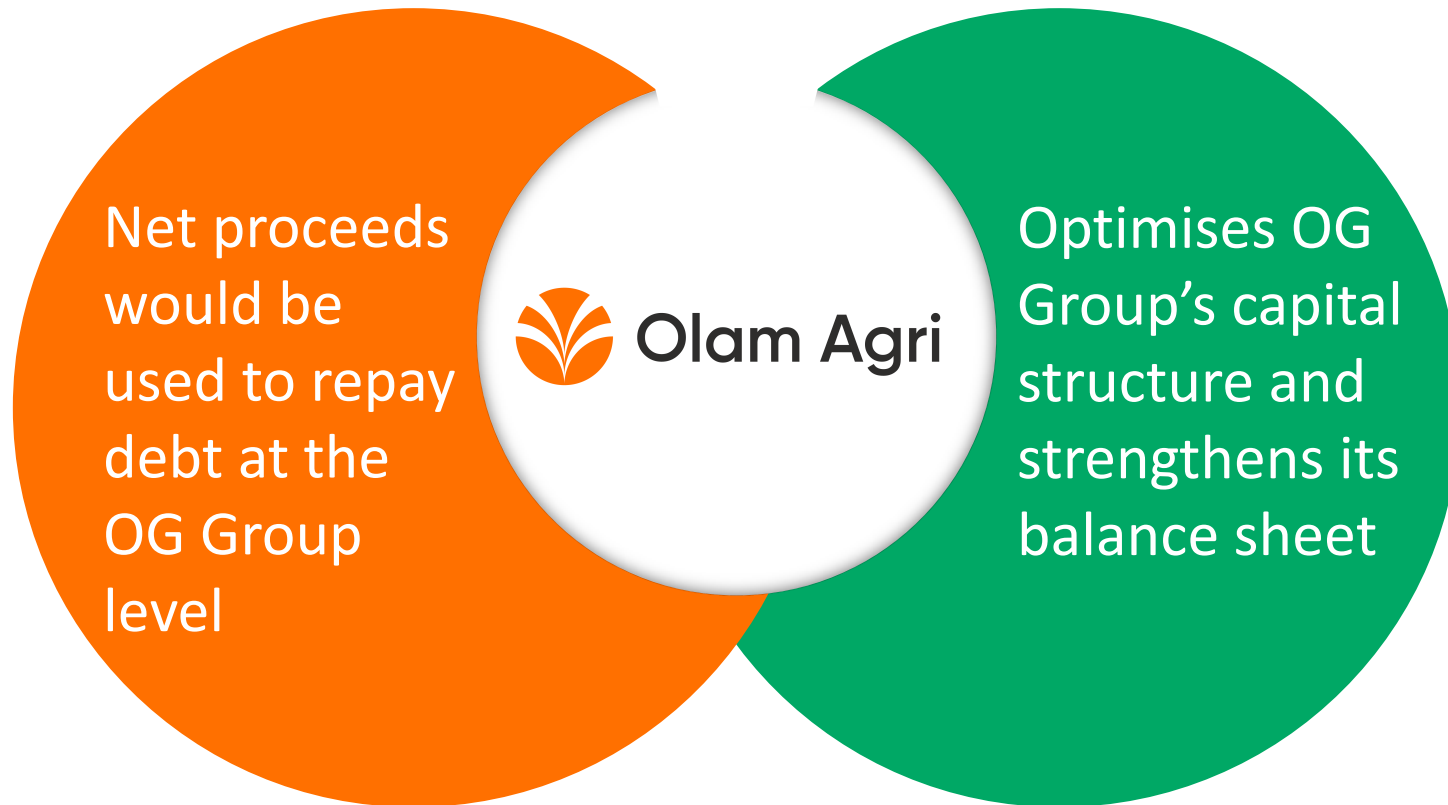 Net proceeds
would be
used to repay
debt at the
OG Group
level
Olam Agri
Optimises OG
Group’s capital
structure and
strengthens its
balance sheet